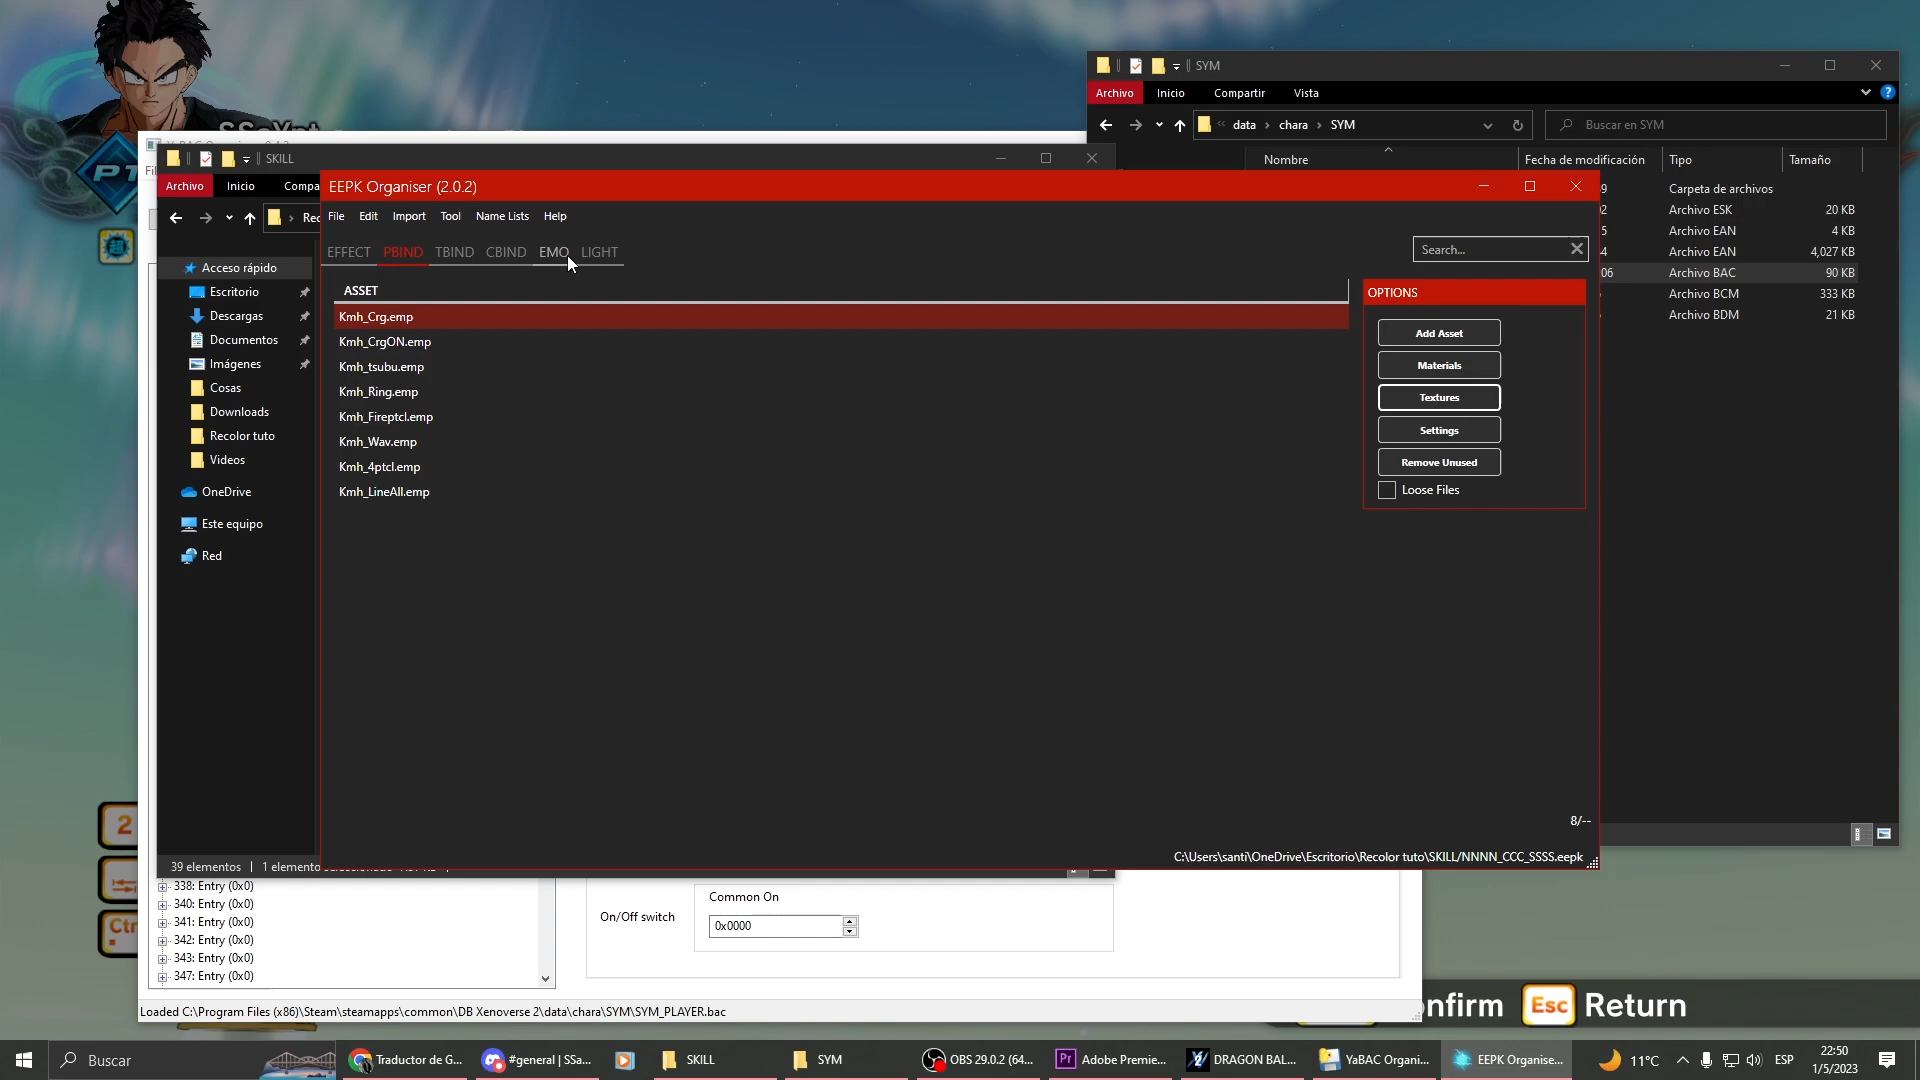 SYM
Archivo Inicio Compartir Vista
data › chara › SYM
Buscar en SYM
Nombre Fecha de modificación Tipo Tamaño
Carpeta de archivos
Archivo ESK 20 KB
Archivo EAN 4 KB
Archivo EAN 4,027 KB
06 Archivo BAC 90 KB
Archivo BCM 333 KB
Archivo BDM 21 KB
SKILL
Archivo Inicio Compa
Rec
Acceso rápido
Escritorio
Descargas
Documentos
Imágenes
Cosas
Downloads
Recolor tuto
Videos
OneDrive
Este equipo
Red
39 elementos 1 elemento
EEPK Organiser (2.0.2)
File Edit Import Tool Name Lists Help
EFFECT PBIND TBIND CBIND EMO LIGHT
Search...
ASSET
Kmh_Crg.emp
Kmh_CrgON.emp
Kmh_tsubu.emp
Kmh_Ring.emp
Kmh_Fireptcl.emp
Kmh_Wav.emp
Kmh_4ptcl.emp
Kmh_LineAll.emp
OPTIONS
Add Asset
Materials
Textures
Settings
Remove Unused
Loose Files
8/--
C:\Users\santi\OneDrive\Escritorio\Recolor tuto\SKILL/NNNN_CCC_SSSS.eepk
338: Entry (0x0)
340: Entry (0x0)
341: Entry (0x0)
342: Entry (0x0)
343: Entry (0x0)
347: Entry (0x0)
Common On
On/Off switch
0x0000
Loaded C:\Program Files (x86)\Steam\steamapps\common\DB Xenoverse 2\data\chara\SYM\SYM_PLAYER.bac
PT
超
2
Ctr
onfirm Esc Return
Buscar
Traductor de G...
#general | SSa...
SKILL
SYM
OBS 29.0.2 (64...
Adobe Premie...
DRAGON BAL...
YaBAC Organi...
EEPK Organise...
11°C
ESP
22:50
1/5/2023